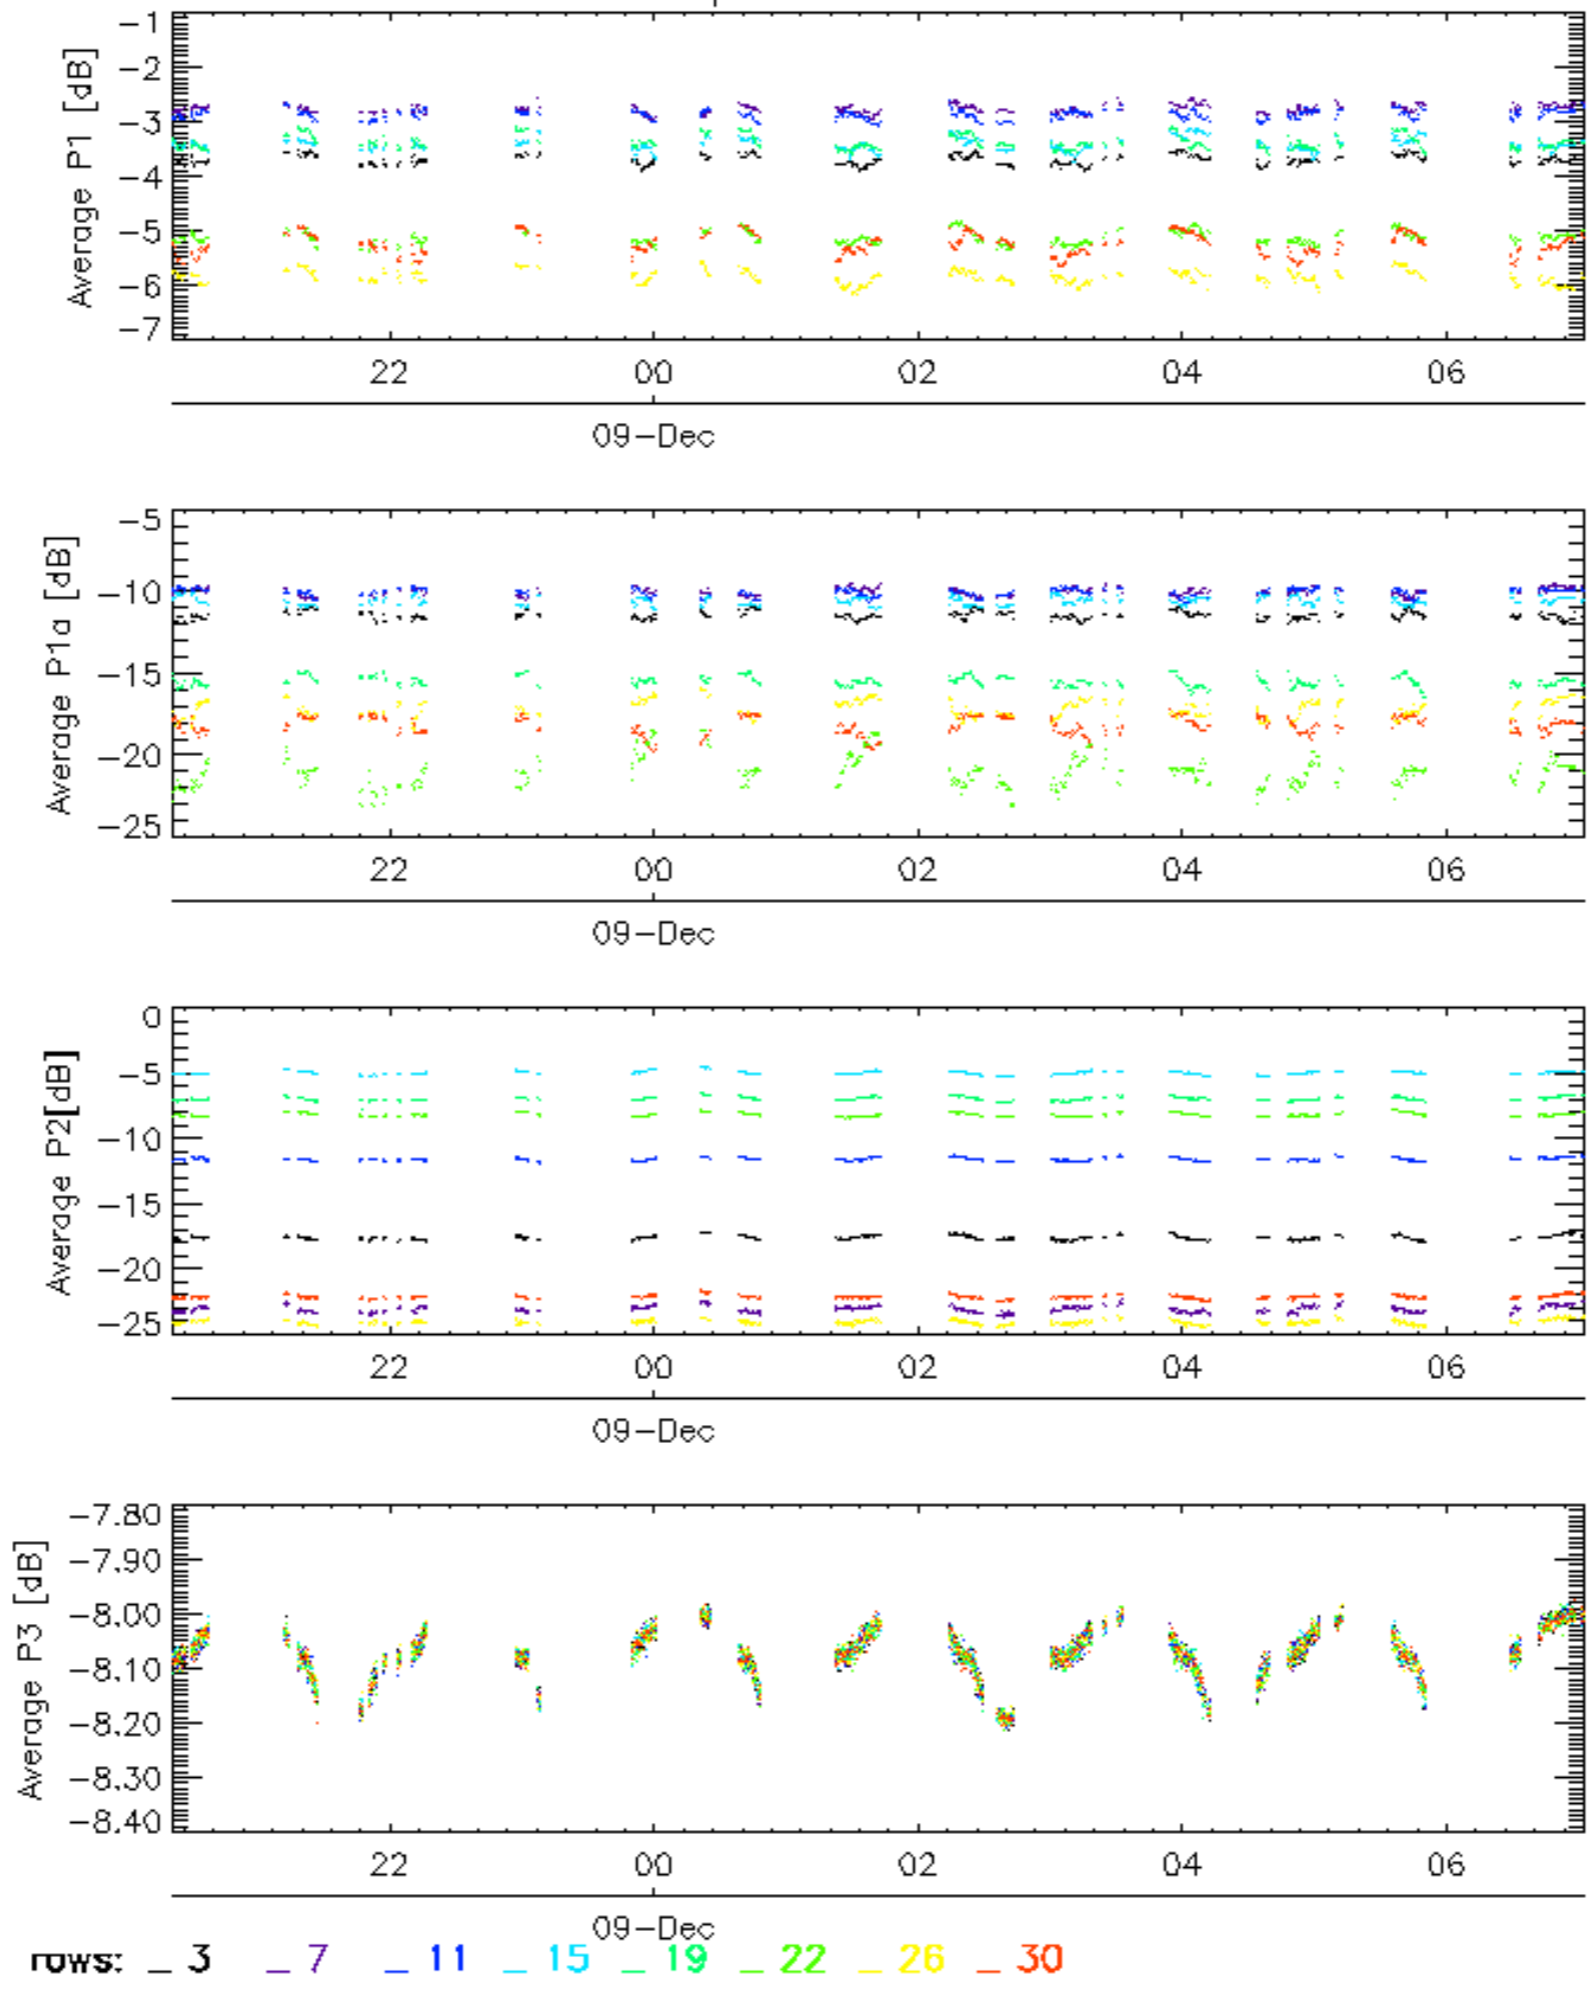 Average P1 [dB]
-1
-2
-3
-4
-5
-6
-7
22 00 02 04 06
09-Dec
Average P1a [dB]
-5
-10
-15
-20
-25
22 00 02 04 06
09-Dec
Average P2[dB]
0
-5
-10
-15
-20
-25
22 00 02 04 06
09-Dec
Average P3 [dB]
-7.80
-7.90
-8.00
-8.10
-8.20
-8.30
-8.40
22 00 02 04 06
09-Dec
rows: _ 3 _ 7 _ 11 _ 15 _ 19 _ 22 _ 26 _ 30